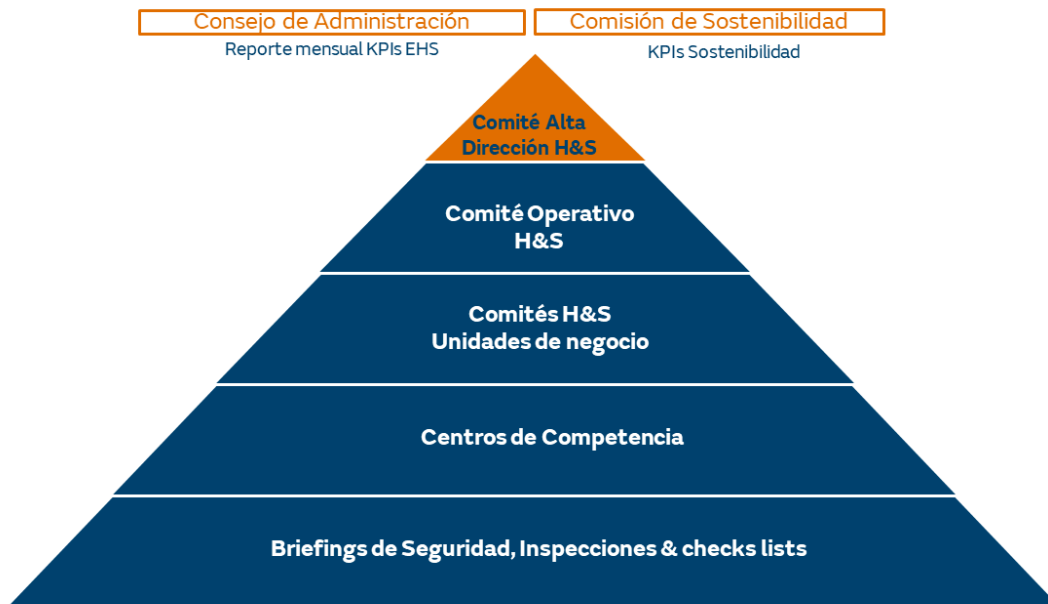 Consejo de Administración
Comisión de Sostenibilidad
Reporte mensual KPIs EHS
KPIs Sostenibilidad
Comité Alta
Dirección H&S
Comité Operativo
H&S
Comités H&S
Unidades de negocio
Centros de Competencia
Briefings de Seguridad, Inspecciones & checks lists